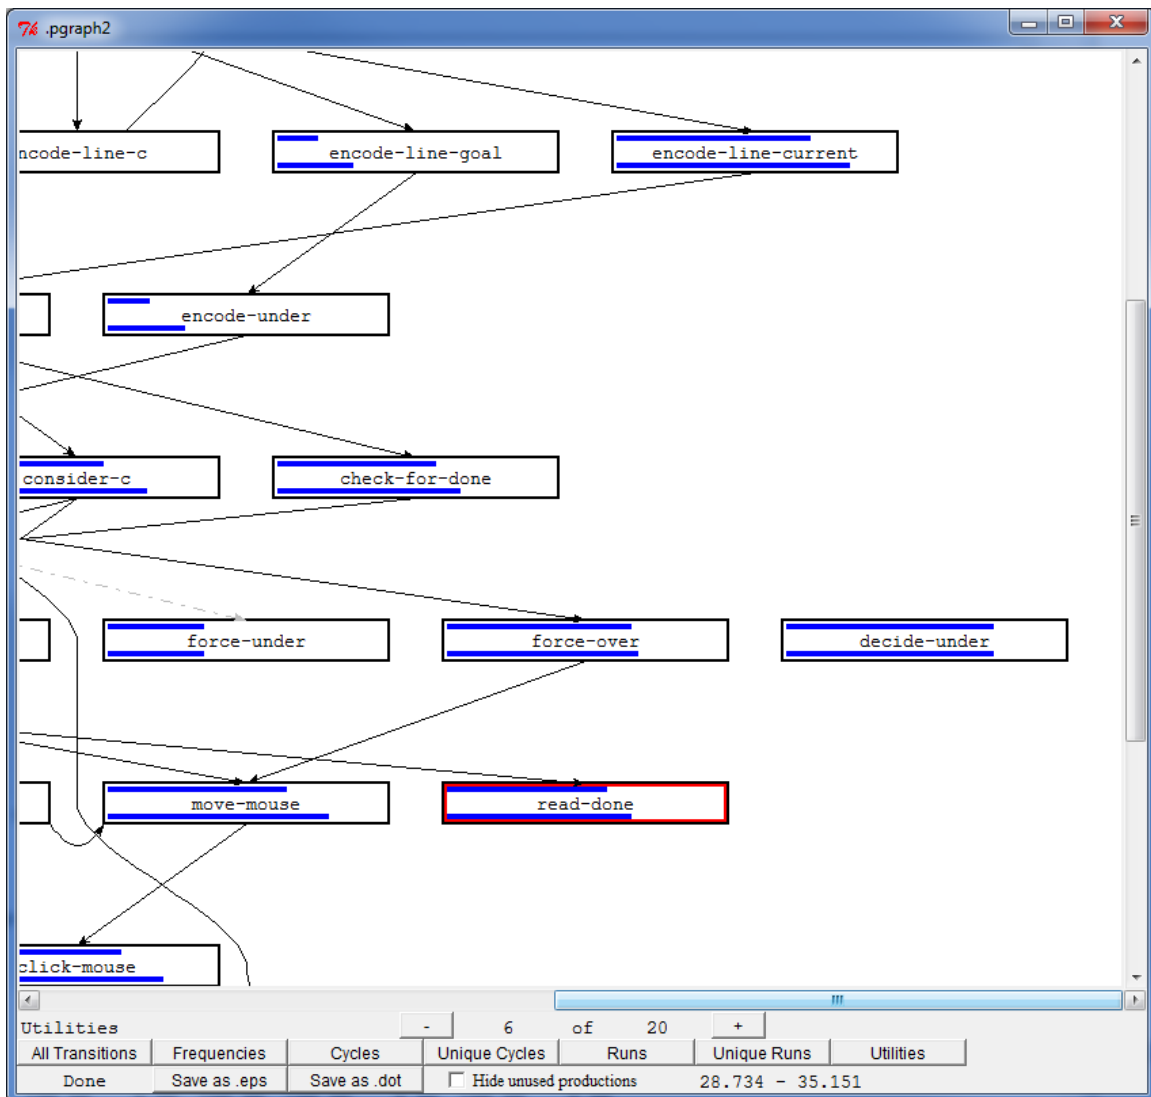 .pgraph2
ncode-line-c encode-line-goal encode-line-current
encode-under
consider-c check-for-done
force-under force-over decide-under
move-mouse read-done
click-mouse
Utilities - 6 of 20 +
All Transitions Frequencies Cycles Unique Cycles Runs Unique Runs Utilities
Done Save as .eps Save as .dot Hide unused productions 28.734 - 35.151